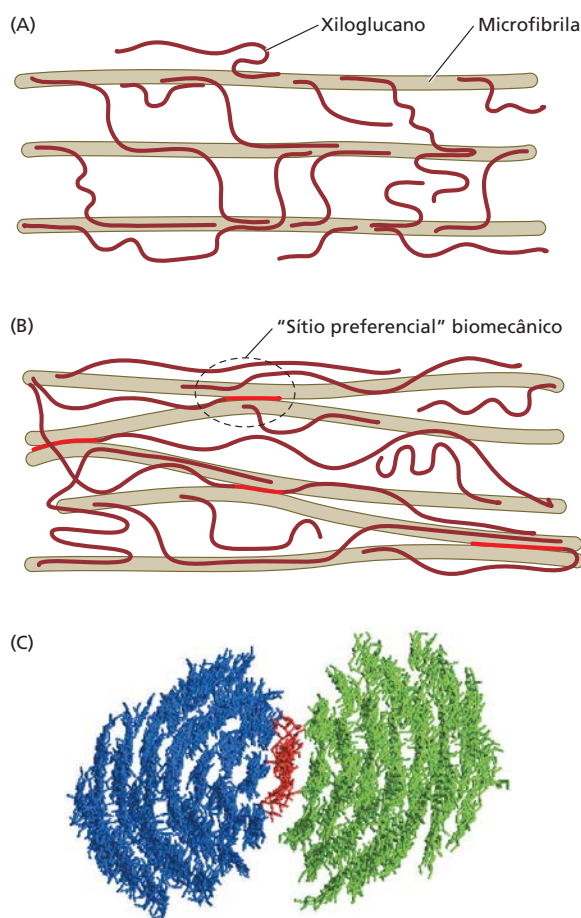 (A)
Xiloglucano
Microfibrila
(B)
"Sítio preferencial" biomecânico
(C)